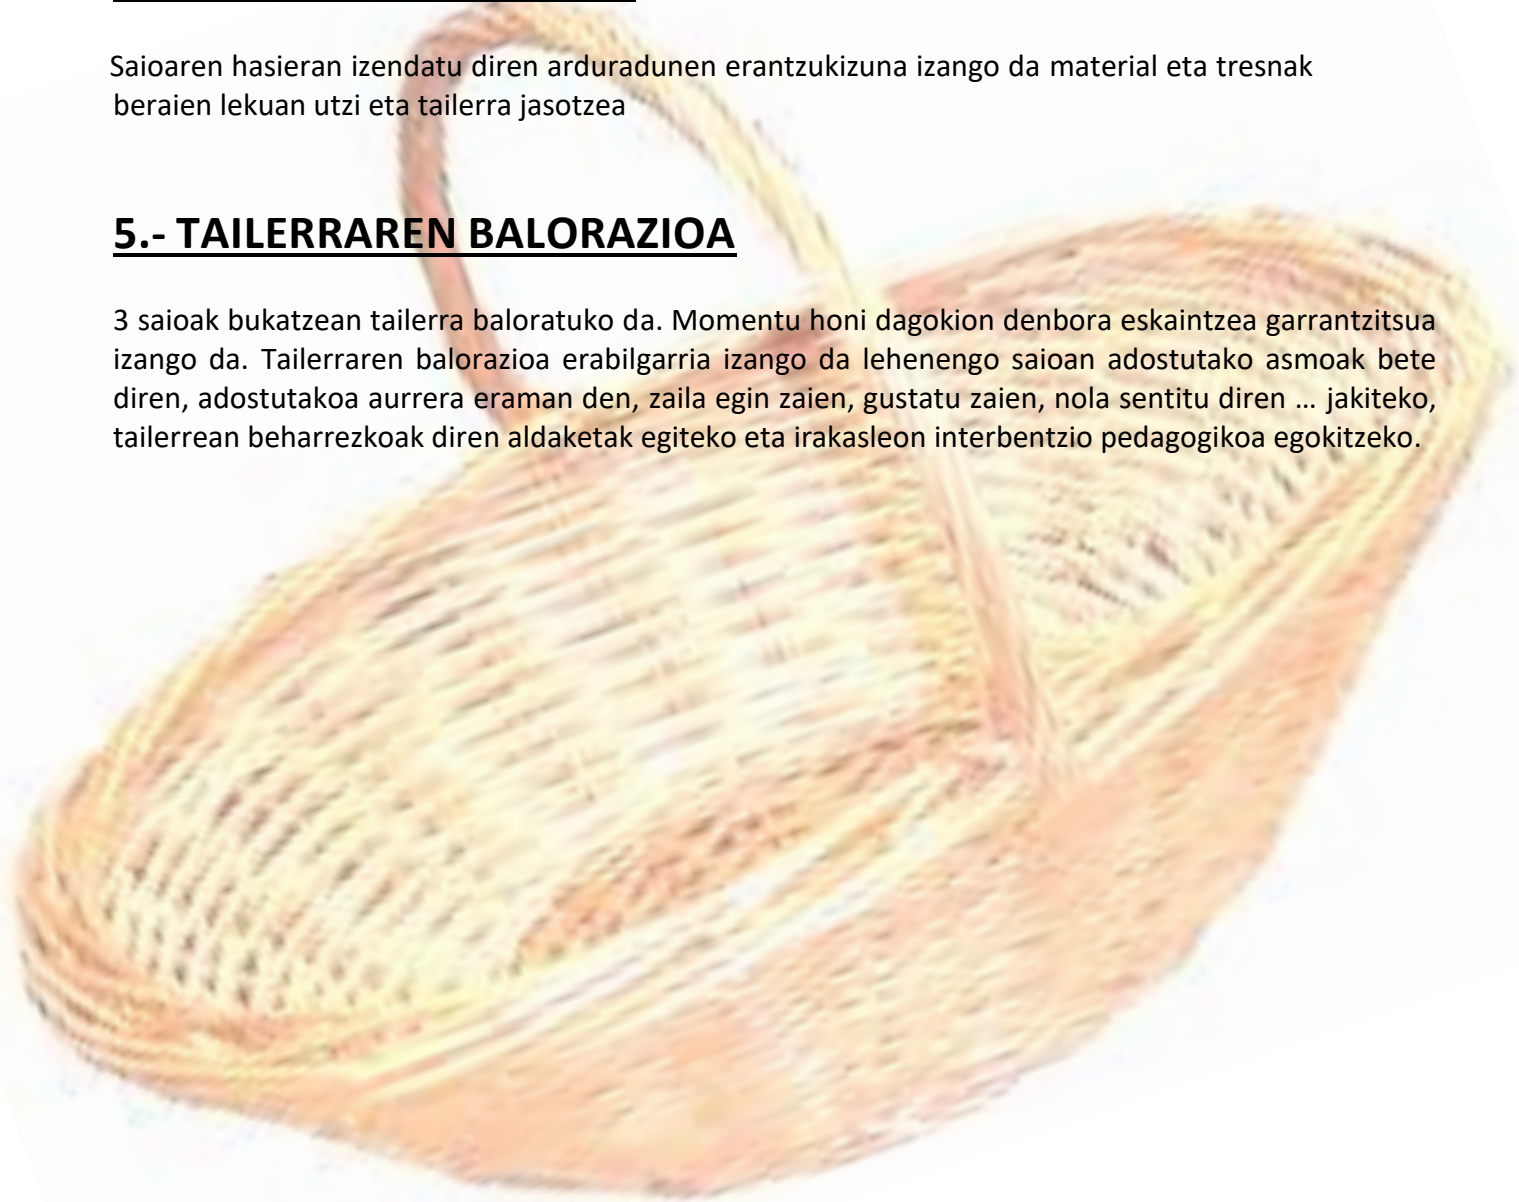 Saioaren hasieran izendatu diren arduradunen erantzukizuna izango da material eta tresnak
beraien lekuan utzi eta tailerra jasotzea
5.- TAILERRAREN BALORAZIOA
3 saioak bukatzean tailerra baloratuko da. Momentu honi dagokion denbora eskaintzea garrantzitsua
izango da. Tailerraren balorazioa erabilgarria izango da lehenengo saioan adostutako asmoak bete
diren, adostutakoa aurrera eraman den, zaila egin zaien, gustatu zaien, nola sentitu diren … jakiteko,
tailerrean beharrezkoak diren aldaketak egiteko eta irakasleon interbentzio pedagogikoa egokitzeko.